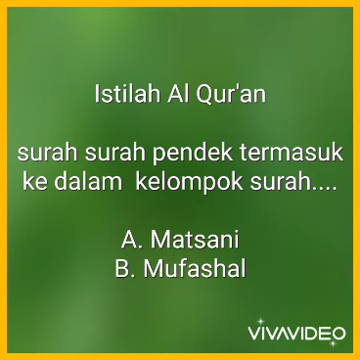 Istilah Al Qur'an
surah surah pendek termasuk
ke dalam kelompok surah....
A. Matsani
B. Mufashal
VIVAVIDEO